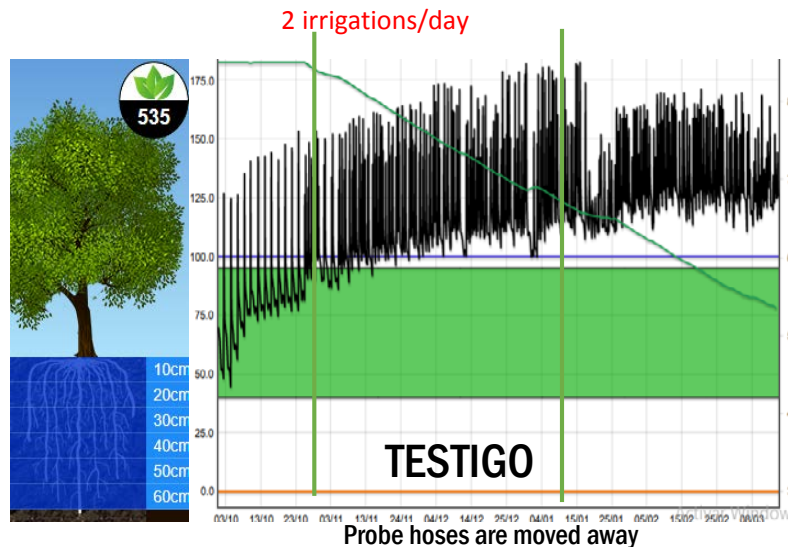 2 irrigations/day
535
10cm
20cm
30cm
40cm
50cm
60cm
175.0
150.0
125.0
100.0
75.0
50.0
25.0
0.0
TESTIGO
03/10 13/10 23/10 03/11 13/11 24/11 04/12 14/12 25/12 04/01 15/01 25/01 05/02 15/02 25/02 08/03
Probe hoses are moved away